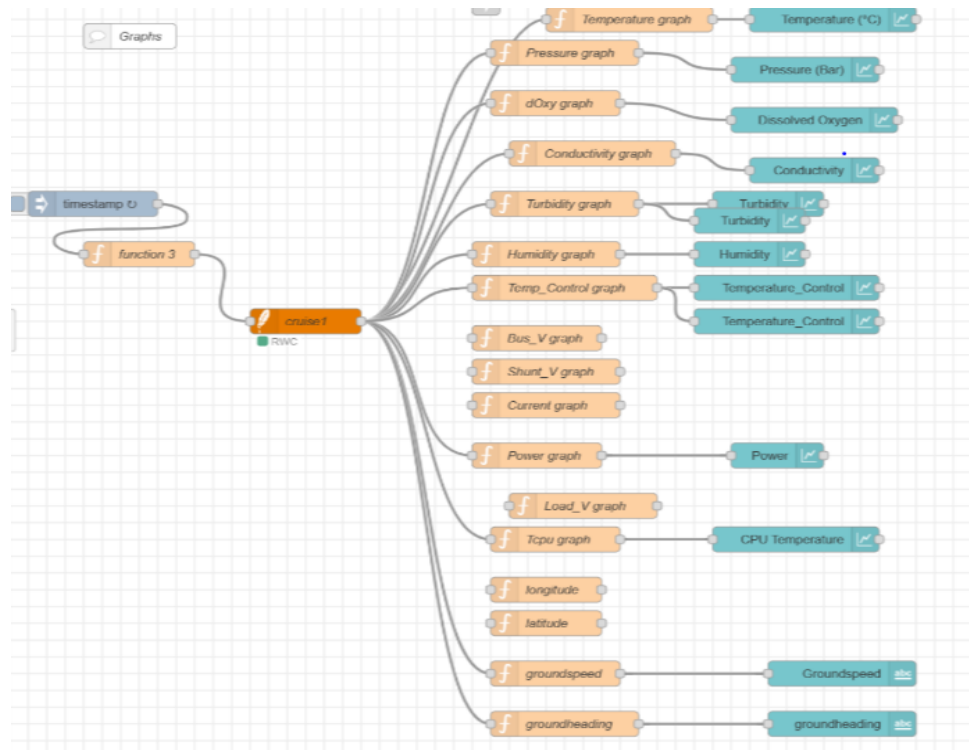 Temperature graph
Temperature (°C)
Graphs
Pressure graph
Pressure (Bar)
dOxy graph
Dissolved Oxygen
Conductivity graph
Conductivity
timestamp ↻
Turbidity graph
Turbidity
Turbidity
function 3
Humidity graph
Humidity
Temp_Control graph
Temperature_Control
cruise1
Temperature_Control
RWC
Bus_V graph
Shunt_V graph
Current graph
Power graph
Power
Load_V graph
Tcpu graph
CPU Temperature
longitude
latitude
groundspeed
Groundspeed abc
groundheading
groundheading abc